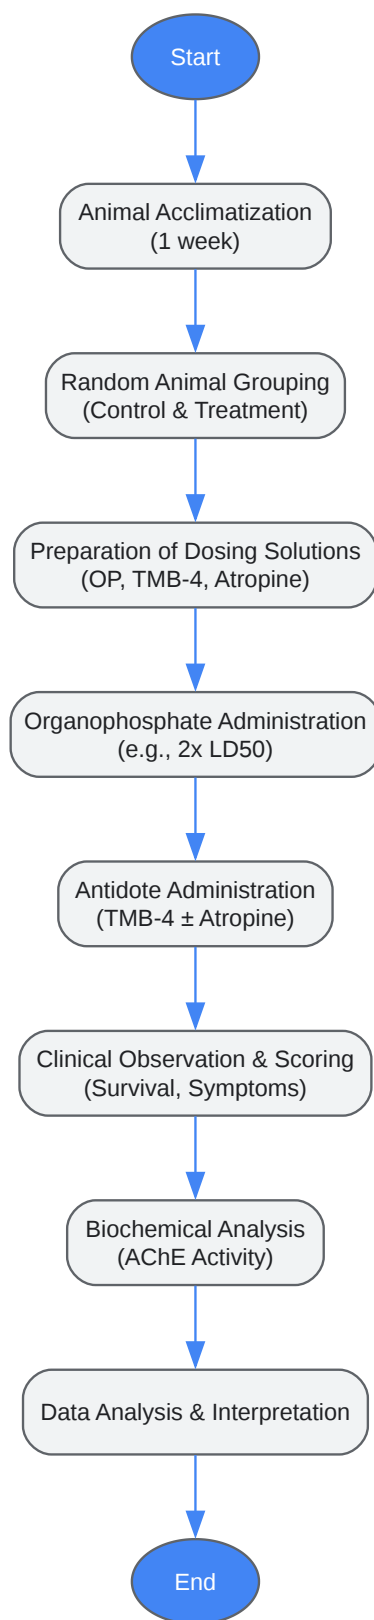 Start
Animal Acclimatization
(1 week)
Random Animal Grouping
(Control & Treatment)
Preparation of Dosing Solutions
(OP, TMB-4, Atropine)
Organophosphate Administration
(e.g., 2x LD50)
Antidote Administration
(TMB-4 ± Atropine)
Clinical Observation & Scoring
(Survival, Symptoms)
Biochemical Analysis
(AChE Activity)
Data Analysis & Interpretation
End